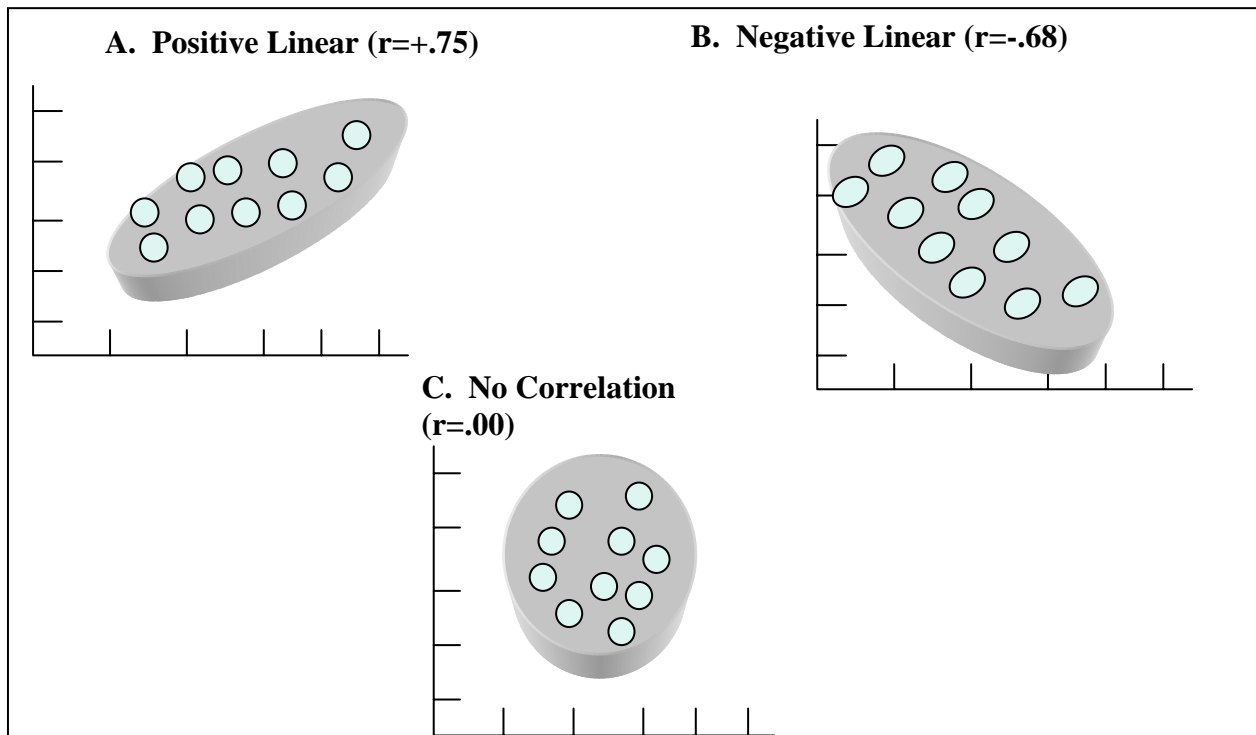 A. Positive Linear (r=+.75)
B. Negative Linear (r=-.68)
C. No Correlation
(r=.00)